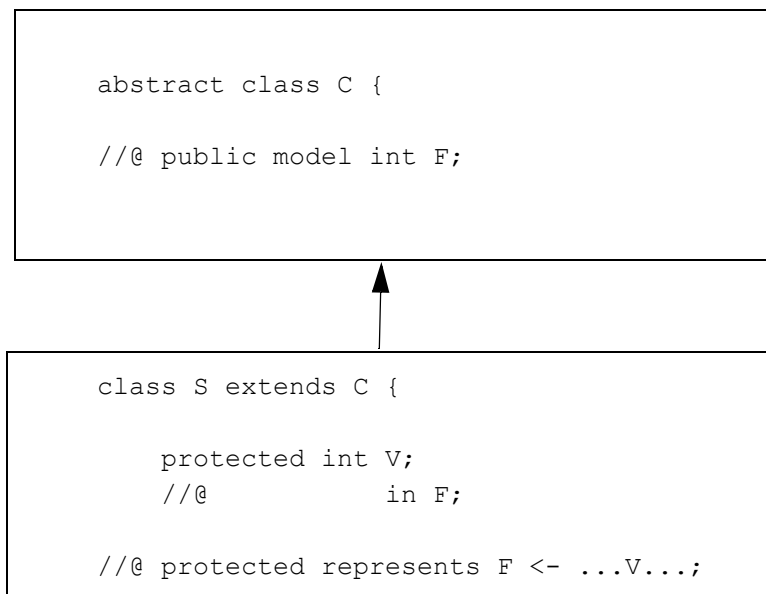 abstract class C {
//@ public model int F;
class S extends C {
protected int V;
//@ in F;
//@ protected represents F <- ...V...;